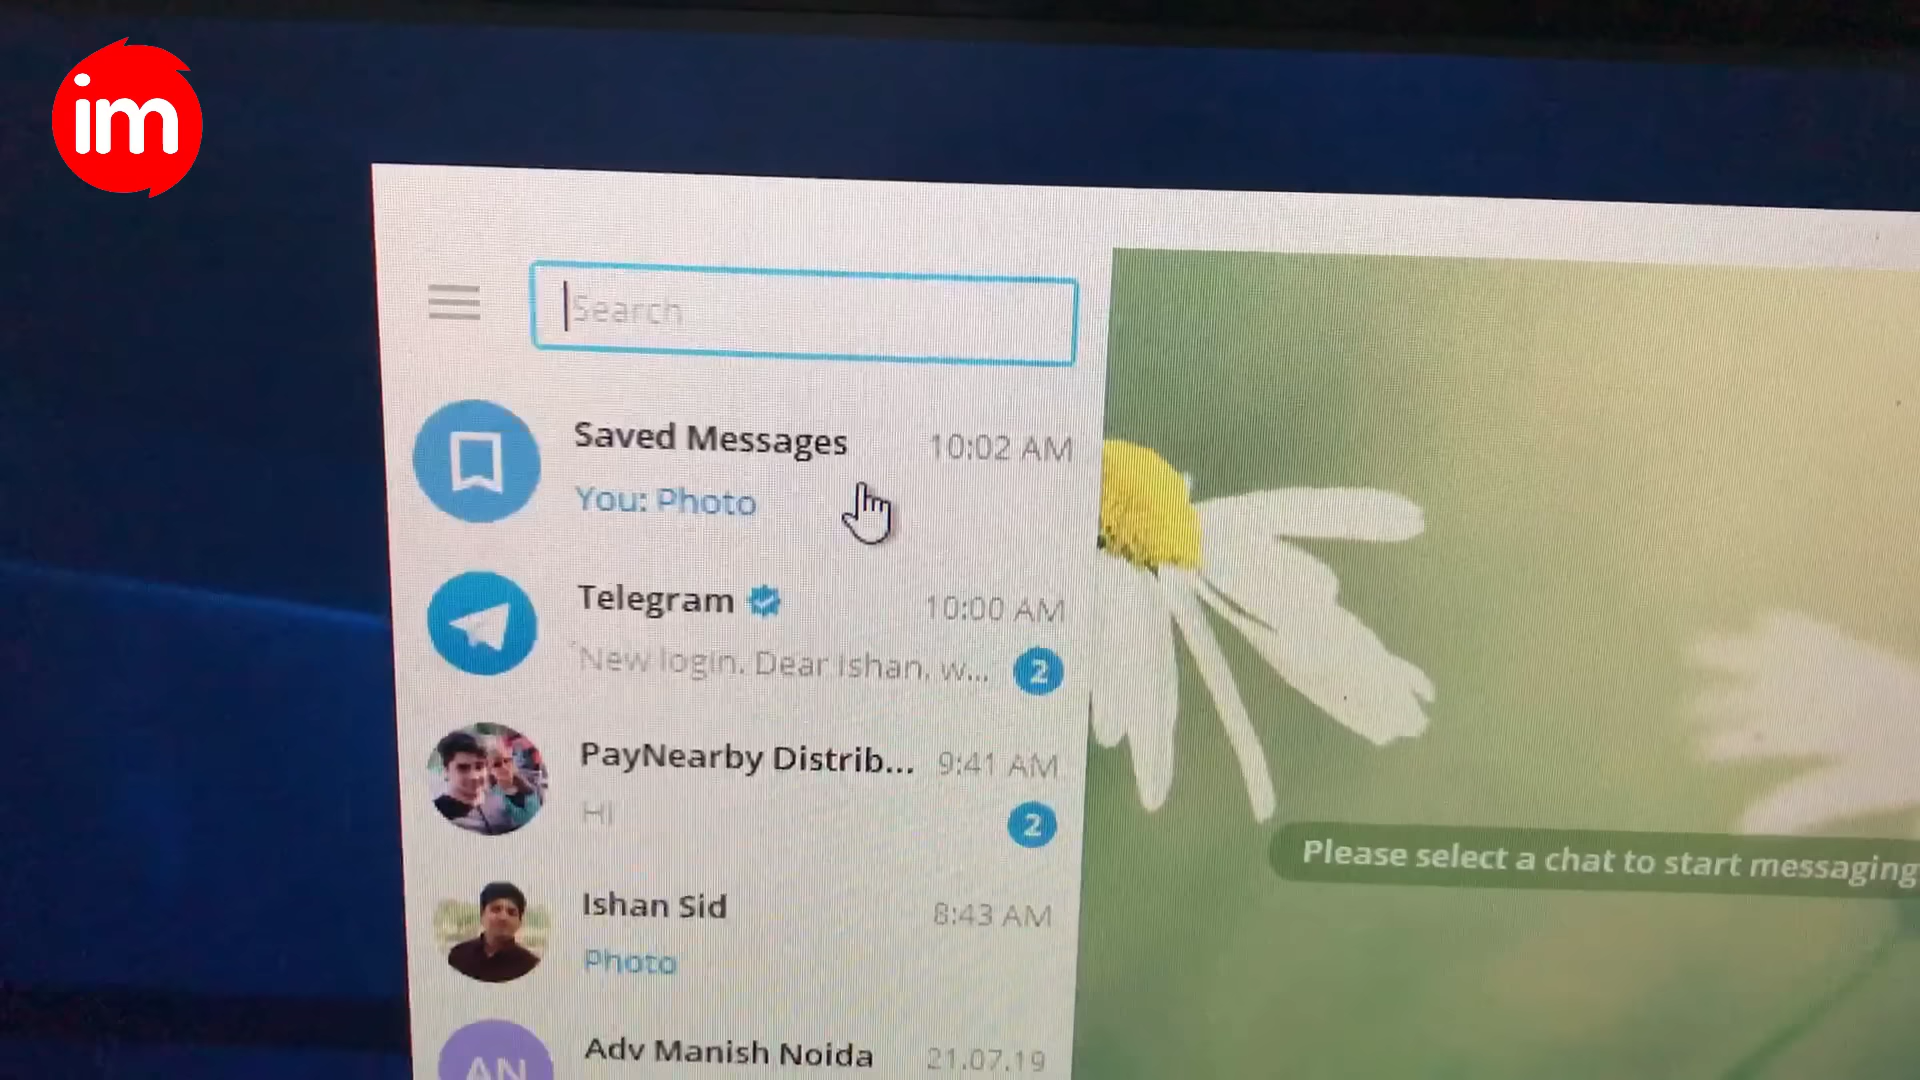 im
Search
Saved Messages 10:02 AM
You: Photo
Telegram 10:00 AM
New login. Dear Ishan, w... 2
PayNearby Distrib... 9:41 AM
HI
2
Ishan Sid 8:43 AM
Photo
AN
Adv Manish Noida 21.07.19
Please select a chat to start messaging